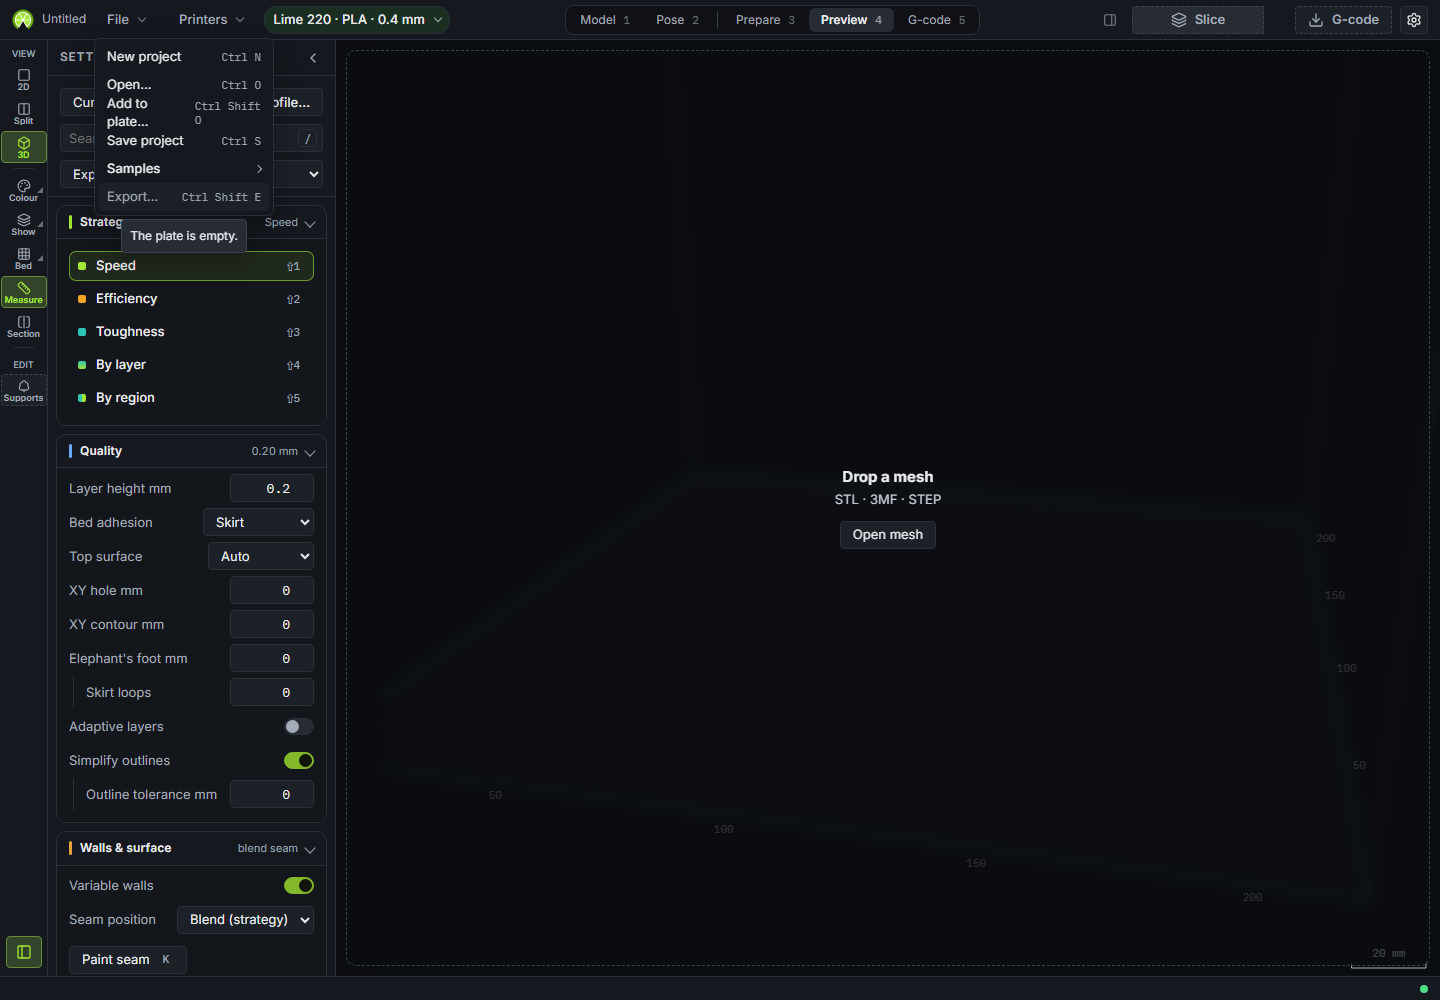 Untitled
File
Printers
Lime 220 · PLA · 0.4 mm
Model 1
Pose 2
Prepare 3
Preview 4
G-code 5
Slice
G-code
VIEW
2D
Split
3D
Colour
Show
Bed
Measure
Section
EDIT
Supports
New project Ctrl N
Open... Ctrl O
Add to plate... Ctrl Shift O
Save project Ctrl S
Samples
Export... Ctrl Shift E
The plate is empty.
/
Speed
Speed ⇧1
Efficiency ⇧2
Toughness ⇧3
By layer ⇧4
By region ⇧5
Quality 0.20 mm
Layer height mm 0.2
Bed adhesion Skirt
Top surface Auto
XY hole mm 0
XY contour mm 0
Elephant's foot mm 0
Skirt loops 0
Adaptive layers
Simplify outlines
Outline tolerance mm 0
Walls & surface blend seam
Variable walls
Seam position Blend (strategy)
Paint seam K
Drop a mesh
STL · 3MF · STEP
Open mesh
200
150
100
50
50
100
150
200
20 mm